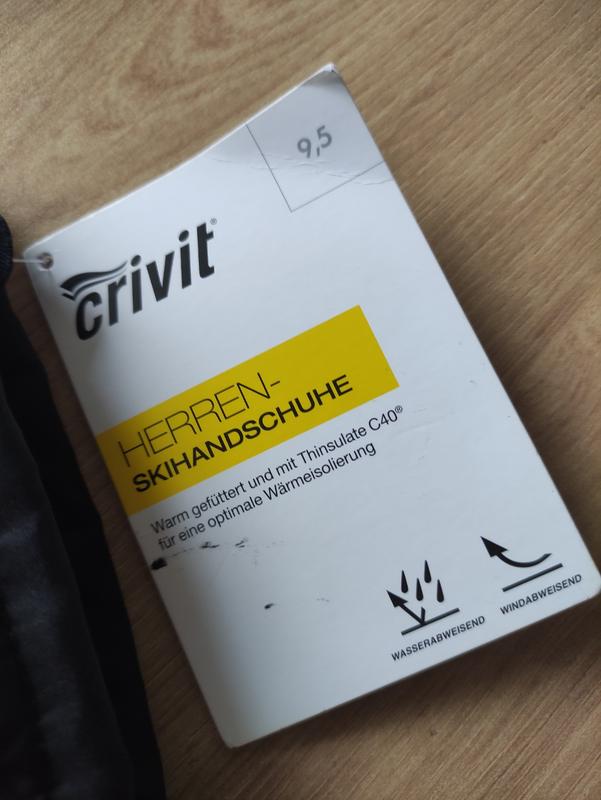 9,5
crivit®
HERREN-
SKIHANDSCHUHE
Warm gefüttert und mit Thinsulate C40®
für eine optimale Wärmeisolierung
WASSERABWEISEND
WINDABWEISEND